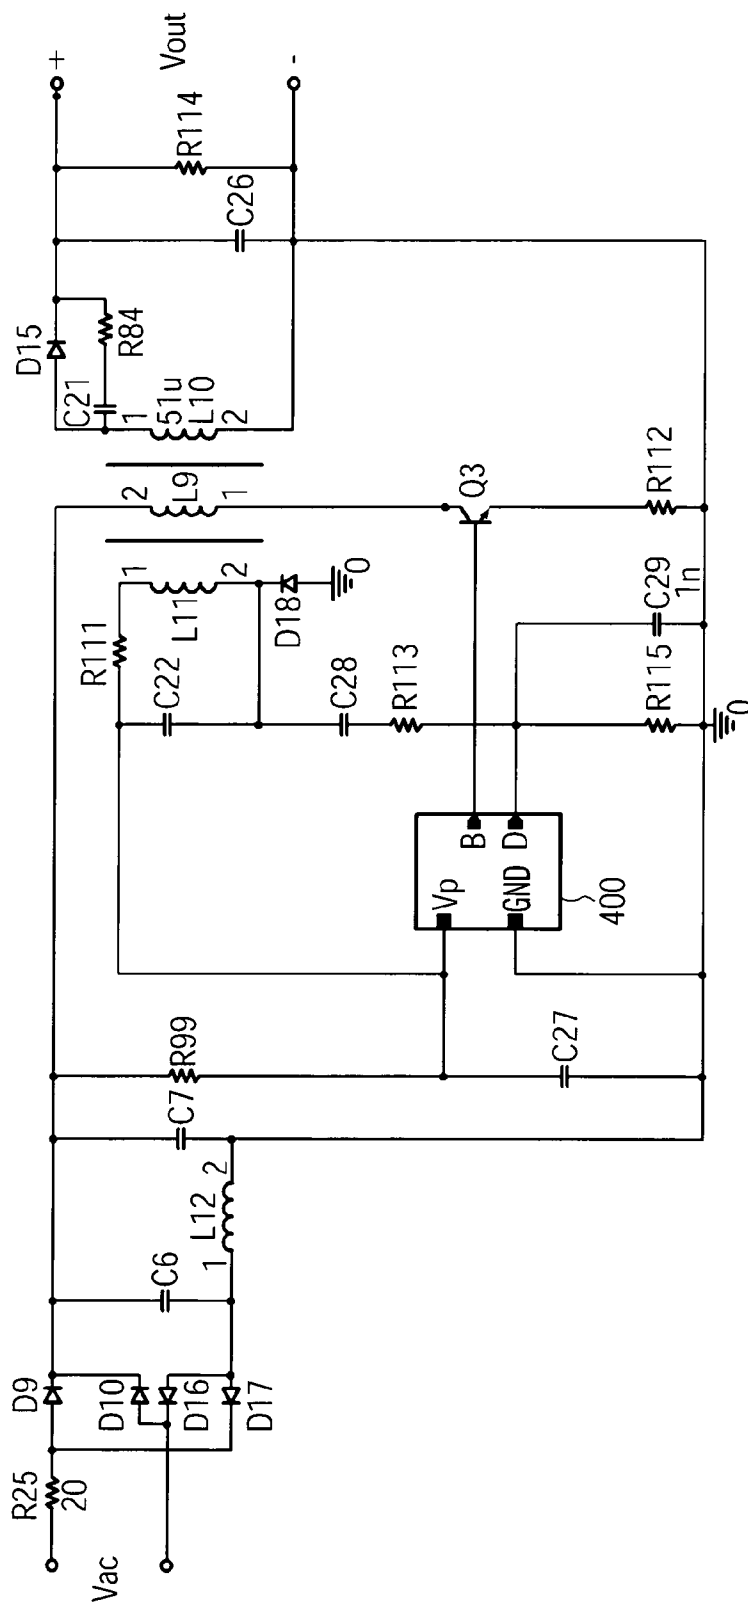 Vac
R25
20
D9
D10
D16
D17
C6
1
L12
2
C7
R99
C27
Vp
GND
B
D
400
R111
C22
1
L11
2
D18
0
C28
R113
R115
0
C29
1n
2
L9
1
Q3
R112
D15
C21
R84
1
51u
L10
2
C26
R114
+
Vout
-